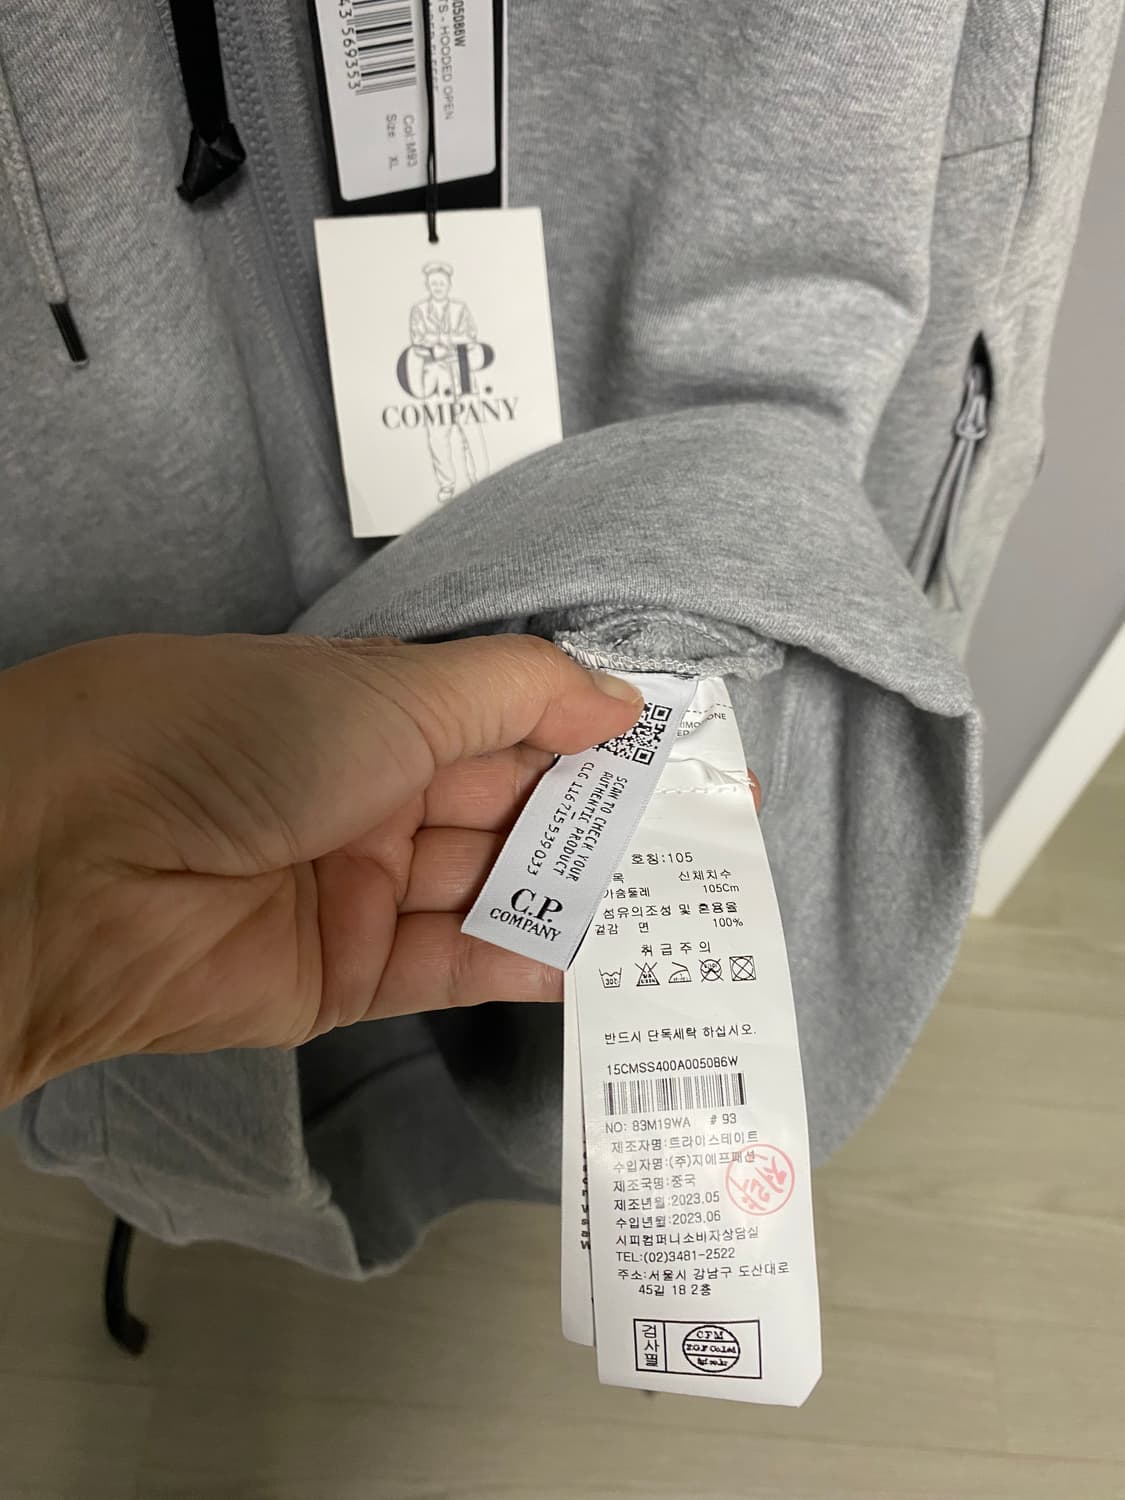 05086W
TS - HOODED OPEN
43 569353
Col: M93
Size: XL
C.P.
COMPANY
SCAN TO CHECK YOUR
AUTHENTIC PRODUCT
CLG 116715539033
C.P.
COMPANY
호칭:105
신체치수
가슴둘레 105Cm
섬유의조성 및 혼용율
겉감 면 100%
취급주의
반드시 단독세탁 하십시오.
15CMSS400A005086W
NO: 83M19WA # 93
제조자명:트라이스테이트
수입자명:(주)지에프패션
제조국명:중국
제조년월:2023.05
수입년월:2023.06
시피컴퍼니소비자상담실
TEL:(02)3481-2522
주소:서울시 강남구 도산대로
45길 18 2층
검사필
CFM